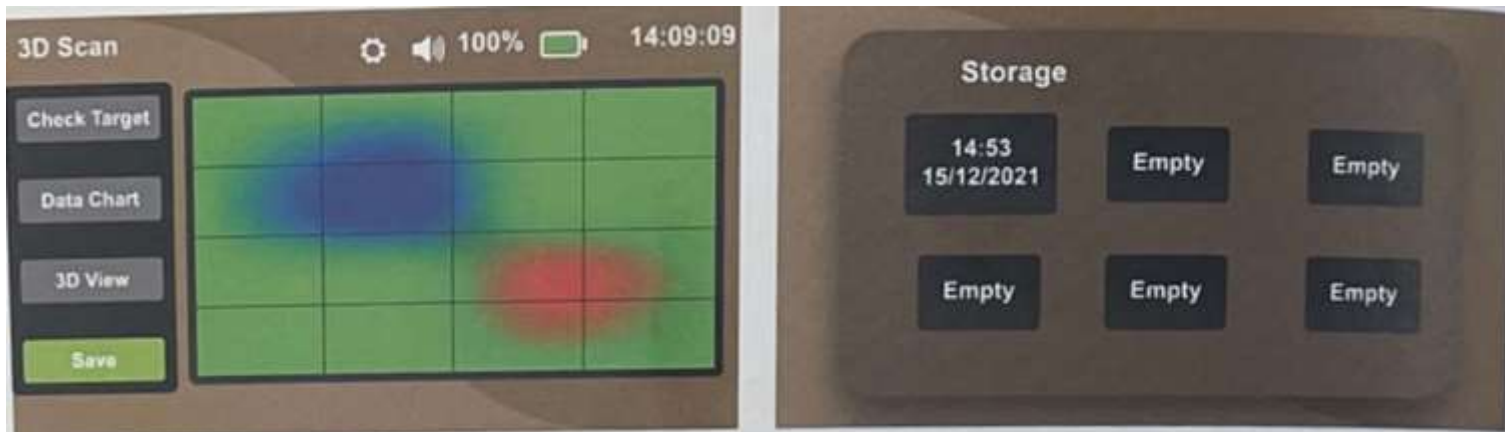 3D Scan 100% 14:09:09
Check Target
Data Chart
3D View
Save
Storage
14:53
15/12/2021
Empty
Empty
Empty
Empty
Empty